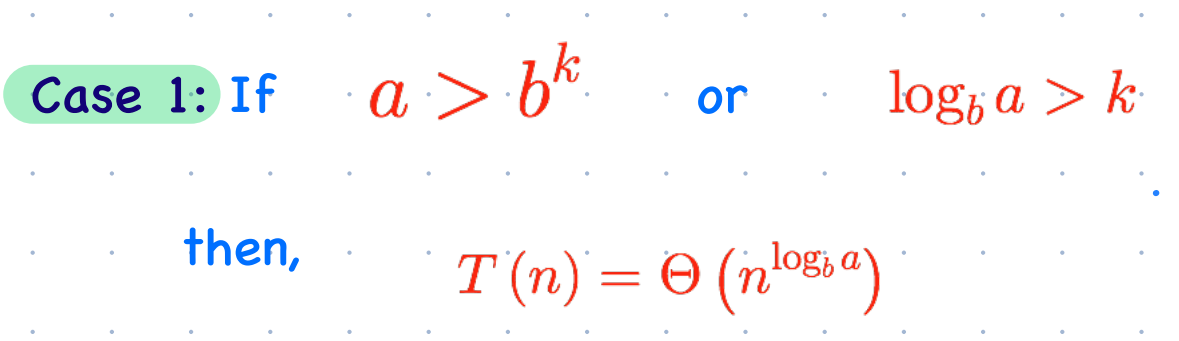 Case 1: If a > b^k or log_b a > k
then,
T(n) = Θ(n^{log_b a})